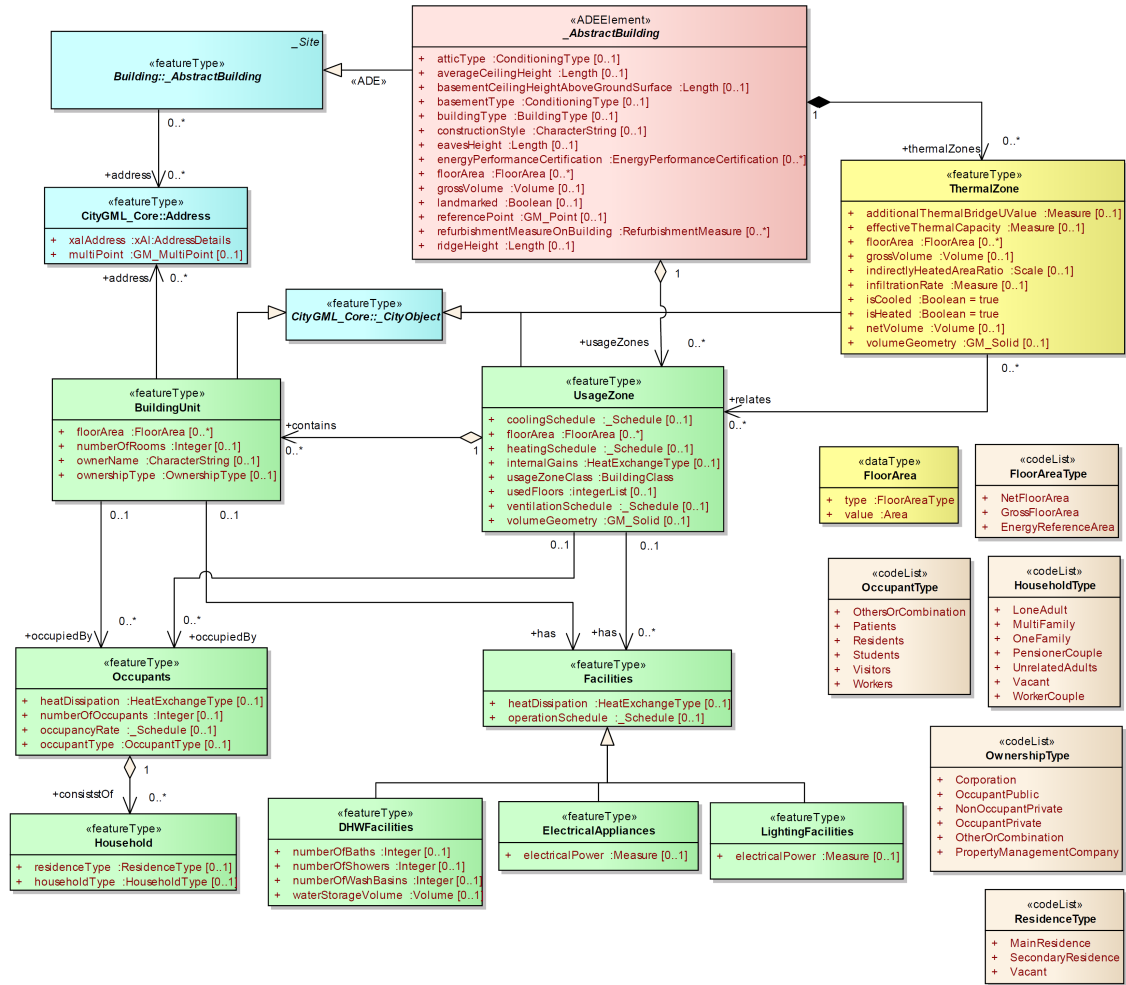 _Site
«featureType»
Building::_AbstractBuilding
«ADEElement»
_AbstractBuilding
+ atticType :ConditioningType [0..1]
+ averageCeilingHeight :Length [0..1]
+ basementCeilingHeightAboveGroundSurface :Length [0..1]
+ basementType :ConditioningType [0..1]
+ buildingType :BuildingType [0..1]
+ constructionStyle :CharacterString [0..1]
+ eavesHeight :Length [0..1]
+ energyPerformanceCertification :EnergyPerformanceCertification [0..*]
+ floorArea :FloorArea [0..*]
+ grossVolume :Volume [0..1]
+ landmarked :Boolean [0..1]
+ referencePoint :GM_Point [0..1]
+ refurbishmentMeasureOnBuilding :RefurbishmentMeasure [0..*]
+ ridgeHeight :Length [0..1]
«ADE»
0..*
+address
0..*
1
+thermalZones
0..*
«featureType»
CityGML_Core::Address
+ xalAddress :xAl:AddressDetails
+ multiPoint :GM_MultiPoint [0..1]
+address
0..*
«featureType»
ThermalZone
+ additionalThermalBridgeUValue :Measure [0..1]
+ effectiveThermalCapacity :Measure [0..1]
+ floorArea :FloorArea [0..*]
+ grossVolume :Volume [0..1]
+ indirectlyHeatedAreaRatio :Scale [0..1]
+ infiltrationRate :Measure [0..1]
+ isCooled :Boolean = true
+ isHeated :Boolean = true
+ netVolume :Volume [0..1]
+ volumeGeometry :GM_Solid [0..1]
«featureType»
CityGML_Core::_CityObject
1
+usageZones
0..*
0..*
+relates
0..*
«featureType»
BuildingUnit
+ floorArea :FloorArea [0..*]
+ numberOfRooms :Integer [0..1]
+ ownerName :CharacterString [0..1]
+ ownershipType :OwnershipType [0..1]
+contains
0..*
1
«featureType»
UsageZone
+ coolingSchedule :_Schedule [0..1]
+ floorArea :FloorArea [0..*]
+ heatingSchedule :_Schedule [0..1]
+ internalGains :HeatExchangeType [0..1]
+ usageZoneClass :BuildingClass
+ usedFloors :integerList [0..1]
+ ventilationSchedule :_Schedule [0..1]
+ volumeGeometry :GM_Solid [0..1]
«dataType»
FloorArea
+ type :FloorAreaType
+ value :Area
«codeList»
FloorAreaType
+ NetFloorArea
+ GrossFloorArea
+ EnergyReferenceArea
0..1
0..1
0..1
0..1
«codeList»
OccupantType
+ OthersOrCombination
+ Patients
+ Residents
+ Students
+ Visitors
+ Workers
«codeList»
HouseholdType
+ LoneAdult
+ MultiFamily
+ OneFamily
+ PensionerCouple
+ UnrelatedAdults
+ Vacant
+ WorkerCouple
+occupiedBy
0..*
0..*
+occupiedBy
+has
+has
0..*
«featureType»
Occupants
+ heatDissipation :HeatExchangeType [0..1]
+ numberOfOccupants :Integer [0..1]
+ occupancyRate :_Schedule [0..1]
+ occupantType :OccupantType [0..1]
«featureType»
Facilities
+ heatDissipation :HeatExchangeType [0..1]
+ operationSchedule :_Schedule [0..1]
1
+consiststOf
0..*
«codeList»
OwnershipType
+ Corporation
+ OccupantPublic
+ NonOccupantPrivate
+ OccupantPrivate
+ OtherOrCombination
+ PropertyManagementCompany
«featureType»
Household
+ residenceType :ResidenceType [0..1]
+ householdType :HouseholdType [0..1]
«featureType»
DHWFacilities
+ numberOfBaths :Integer [0..1]
+ numberOfShowers :Integer [0..1]
+ numberOfWashBasins :Integer [0..1]
+ waterStorageVolume :Volume [0..1]
«featureType»
ElectricalAppliances
+ electricalPower :Measure [0..1]
«featureType»
LightingFacilities
+ electricalPower :Measure [0..1]
«codeList»
ResidenceType
+ MainResidence
+ SecondaryResidence
+ Vacant